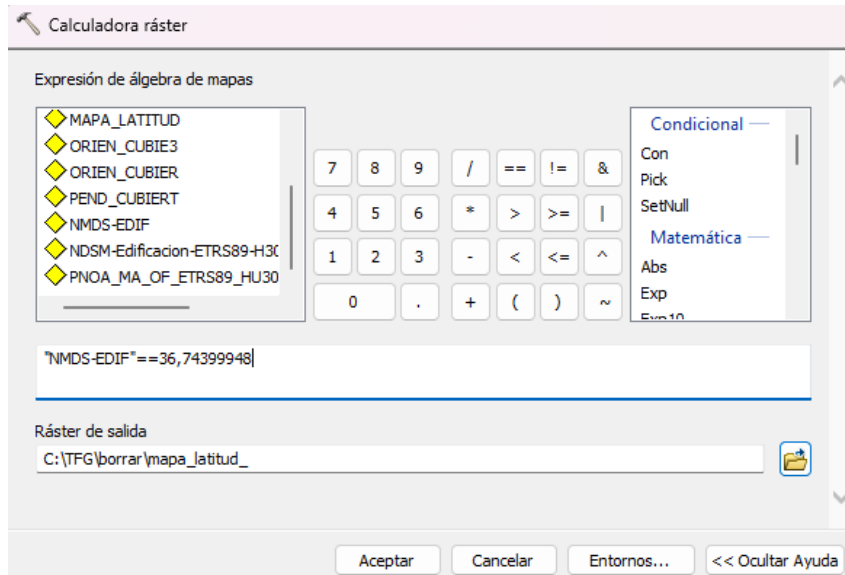 Calculadora ráster
Expresión de álgebra de mapas
MAPA_LATITUD
ORIEN_CUBIE3
ORIEN_CUBIER
PEND_CUBIERT
NMDS-EDIF
NDSM-Edificacion-ETRS89-H30
PNOA_MA_OF_ETRS89_HU30
7 8 9 / == != &
4 5 6 * > >= |
1 2 3 - < <= ^
0 . + ( ) ~
Condicional
Con
Pick
SetNull
Matemática
Abs
Exp
Exp10
"NMDS-EDIF"==36,74399948
Ráster de salida
C:\TFG\borrar\mapa_latitud_
Aceptar Cancelar Entornos... << Ocultar Ayuda